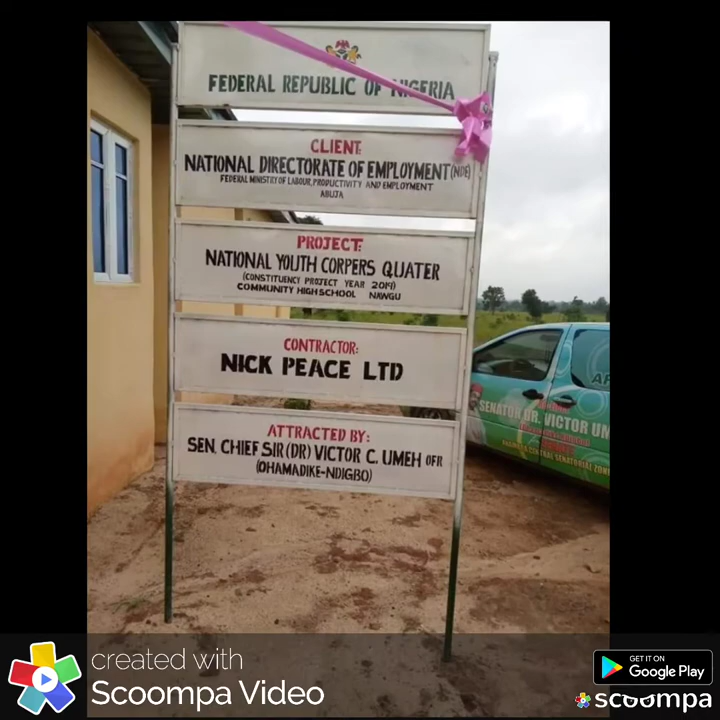 FEDERAL REPUBLIC OF NIGERIA
CLIENT:
NATIONAL DIRECTORATE OF EMPLOYMENT (NDE)
FEDERAL MINISTRY OF LABOUR, PRODUCTIVITY AND EMPLOYMENT
ABUJA
PROJECT:
NATIONAL YOUTH CORPERS QUATER
(CONSTITUENCY PROJECT YEAR 2019)
COMMUNITY HIGH SCHOOL NAWGU
CONTRACTOR:
NICK PEACE LTD
ATTRACTED BY:
SEN. CHIEF SIR (DR) VICTOR C. UMEH OFR
(OHAMADIKE-NDIGBO)
SENATOR DR. VICTOR UM
CENTRAL SENATORIAL ZONE
created with
Scoompa Video
GET IT ON
Google Play
scoompa